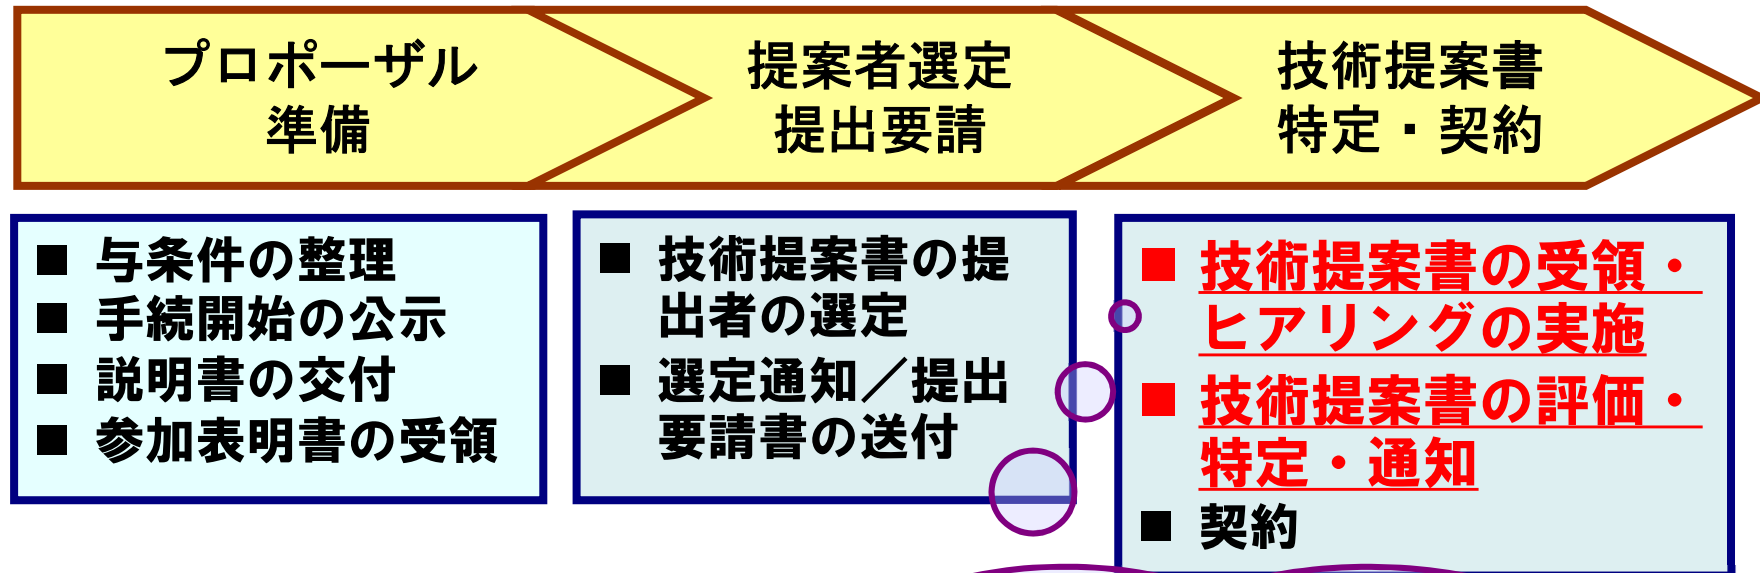 プロポーザル
準備
提案者選定
提出要請
技術提案書
特定・契約
■ 与条件の整理
■ 手続開始の公示
■ 説明書の交付
■ 参加表明書の受領
■ 技術提案書の提
出者の選定
■ 選定通知／提出
要請書の送付
■ 技術提案書の受領・
ヒアリングの実施
■ 技術提案書の評価・
特定・通知
■ 契約